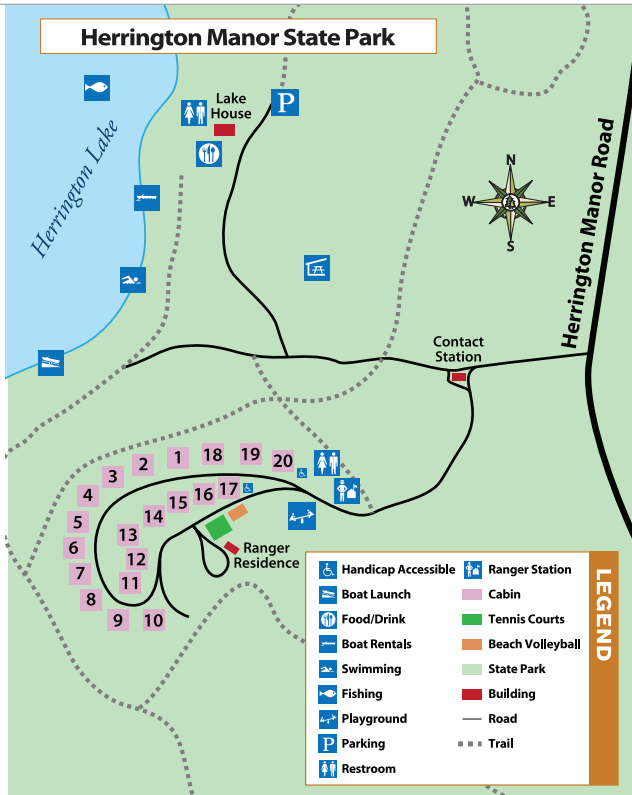 Herrington Manor State Park
Lake
House
P
Herrington Lake
N
W
E
S
Herrington Manor Road
Contact
Station
1
18
19
20
2
3
4
5
6
7
8
9
10
11
12
13
14
15
16
17
Ranger
Residence
LEGEND
Handicap Accessible
Boat Launch
Food/Drink
Boat Rentals
Swimming
Fishing
Playground
P Parking
Restroom
Ranger Station
Cabin
Tennis Courts
Beach Volleyball
State Park
Building
Road
Trail